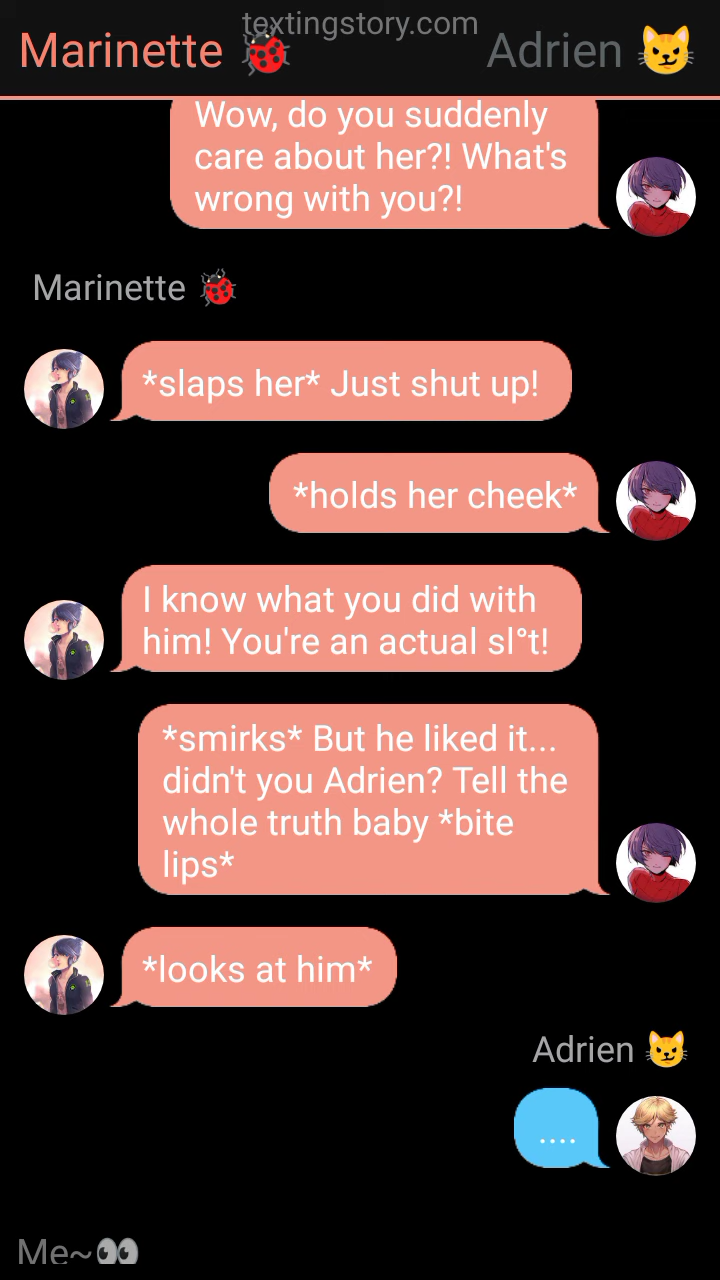 textingstory.com
Marinette 🐞 Adrien 😼
Wow, do you suddenly
care about her?! What's
wrong with you?!
Marinette 🐞
*slaps her* Just shut up!
*holds her cheek*
I know what you did with
him! You're an actual sl°t!
*smirks* But he liked it...
didn't you Adrien? Tell the
whole truth baby *bite
lips*
*looks at him*
Adrien 😼
....
Me~👀